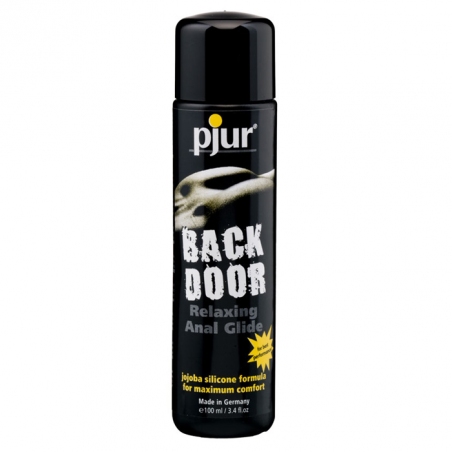 pjur®
BACK
DOOR
Relaxing
Anal Glide
jojoba silicone formula
for maximum comfort
Made in Germany
e 100 ml / 3.4 fl.oz